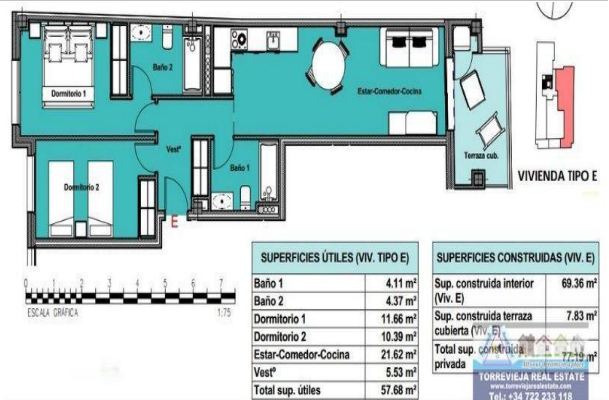 Dormitorio 1
Baño 2
Estar-Comedor-Cocina
Vest°
Dormitorio 2
Baño 1
Terraza cub.
E
VIVIENDA TIPO E
0 1 2 3 4 5 6 7
ESCALA GRÁFICA 1:75
SUPERFICIES ÚTILES (VIV. TIPO E)
Baño 1 4.11 m²
Baño 2 4.37 m²
Dormitorio 1 11.66 m²
Dormitorio 2 10.39 m²
Estar-Comedor-Cocina 21.62 m²
Vest° 5.53 m²
Total sup. útiles 57.68 m²
SUPERFICIES CONSTRUIDAS (VIV. E)
Sup. construida interior 69.36 m²
(Viv. E)
Sup. construida terraza 7.83 m²
cubierta (Viv. E)
Total sup. construida 77.19 m²
privada
TORREVIEJA REAL ESTATE
www.torreviejarealestate.com
Tel.: +34 722 233 118